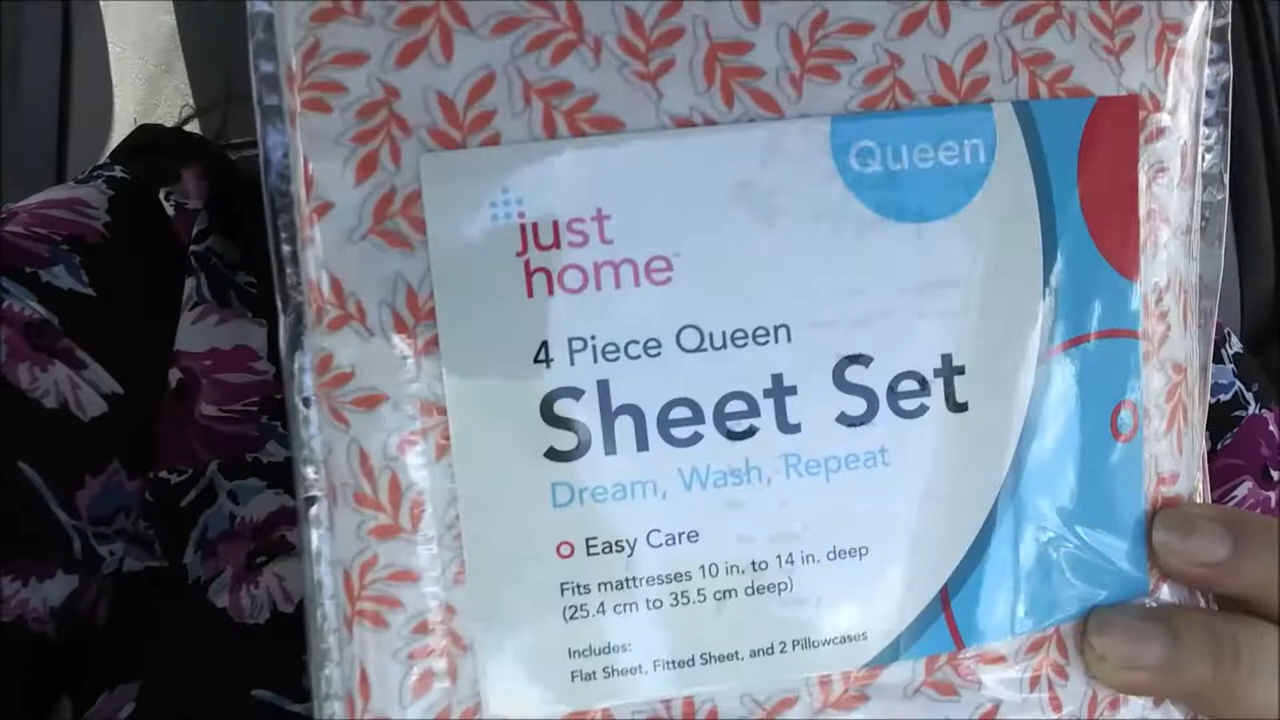 Queen
just
home™
4 Piece Queen
Sheet Set
Dream, Wash, Repeat
Easy Care
Fits mattresses 10 in. to 14 in. deep
(25.4 cm to 35.5 cm deep)
Includes:
Flat Sheet, Fitted Sheet, and 2 Pillowcases